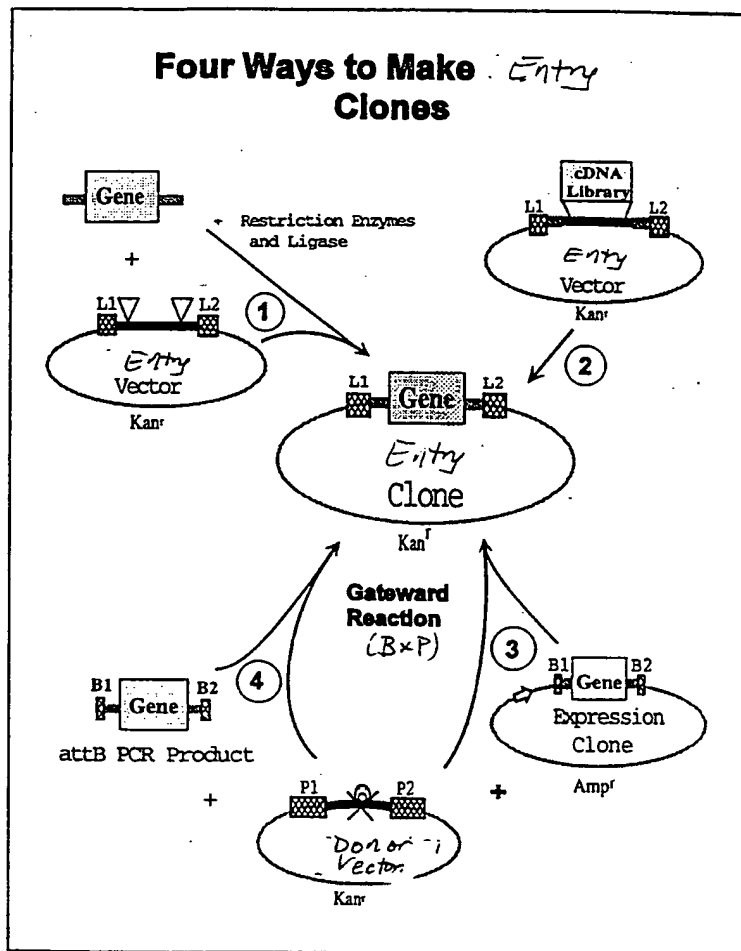 Four Ways to Make Entry
Clones
Gene
+ Restriction Enzymes
and Ligase
+
L1 L2
Entry
Vector
Kanr
1
cDNA
Library
L1 L2
Entry
Vector
Kanr
2
L1 L2
Gene
Entry
Clone
Kanr
Gateward
Reaction
(B×P)
3
4
B1 B2
Gene
attB PCR Product
+
B1 B2
Gene
Expression
Clone
Ampr
+
P1 P2
Donor
Vector
Kanr